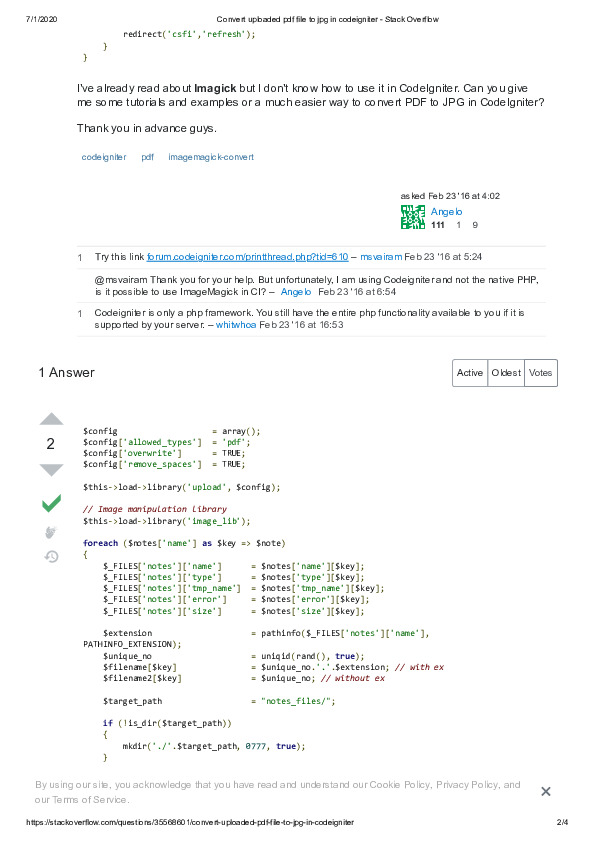 7/1/2020 Convert uploaded pdf file to jpg in codeigniter - Stack Overflow
redirect('csfi','refresh');
}
}
I've already read about Imagick but I don't know how to use it in CodeIgniter. Can you give
me some tutorials and examples or a much easier way to convert PDF to JPG in CodeIgniter?
Thank you in advance guys.
codeigniter pdf imagemagick-convert
asked Feb 23 '16 at 4:02
Angelo
111 1 9
1 Try this link forum.codeigniter.com/printthread.php?tid=610 – msvairam Feb 23 '16 at 5:24
@msvairam Thank you for your help. But unfortunately, I am using Codeigniter and not the native PHP,
is it possible to use ImageMagick in CI? – Angelo Feb 23 '16 at 6:54
1 Codeigniter is only a php framework. You still have the entire php functionality available to you if it is
supported by your server. – whitwhoa Feb 23 '16 at 16:53
1 Answer Active Oldest Votes
2
$config = array();
$config['allowed_types'] = 'pdf';
$config['overwrite'] = TRUE;
$config['remove_spaces'] = TRUE;
$this->load->library('upload', $config);
// Image manipulation library
$this->load->library('image_lib');
foreach ($notes['name'] as $key => $note)
{
$_FILES['notes']['name'] = $notes['name'][$key];
$_FILES['notes']['type'] = $notes['type'][$key];
$_FILES['notes']['tmp_name'] = $notes['tmp_name'][$key];
$_FILES['notes']['error'] = $notes['error'][$key];
$_FILES['notes']['size'] = $notes['size'][$key];
$extension = pathinfo($_FILES['notes']['name'],
PATHINFO_EXTENSION);
$unique_no = uniqid(rand(), true);
$filename[$key] = $unique_no.'.'.$extension; // with ex
$filename2[$key] = $unique_no; // without ex
$target_path = "notes_files/";
if (!is_dir($target_path))
{
mkdir('./'.$target_path, 0777, true);
}
By using our site, you acknowledge that you have read and understand our Cookie Policy, Privacy Policy, and
our Terms of Service.
https://stackoverflow.com/questions/35568601/convert-uploaded-pdf-file-to-jpg-in-codeigniter 2/4